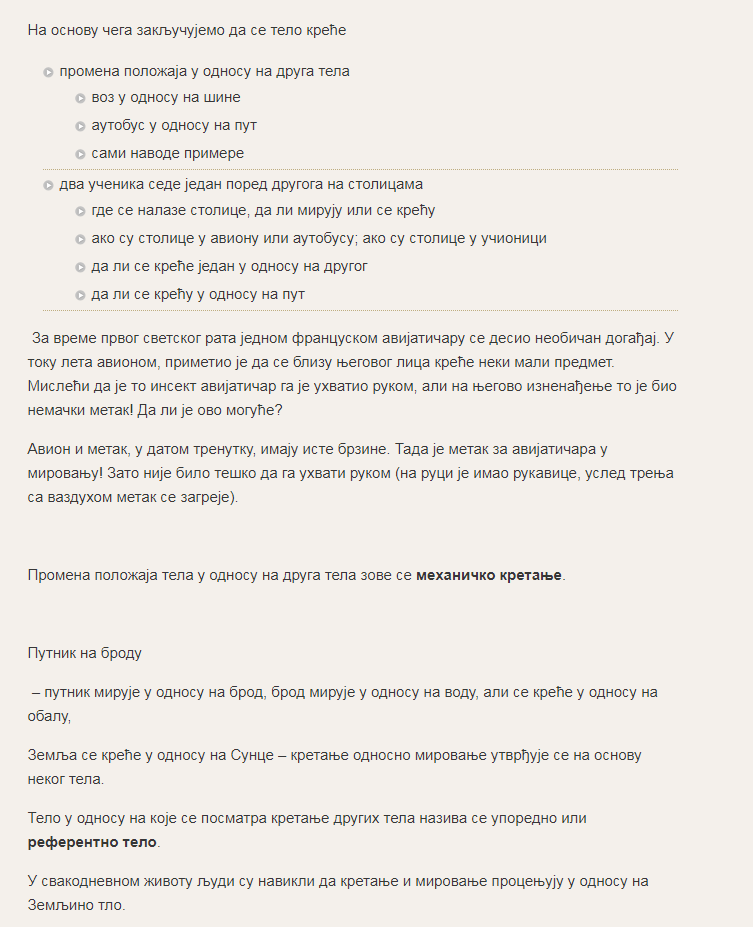 На основу чега закључујемо да се тело креће
промена положаја у односу на друга тела
воз у односу на шине
аутобус у односу на пут
сами наводе примере
два ученика седе један поред другога на столицама
где се налазе столице, да ли мирују или се крећу
ако су столице у авиону или аутобусу; ако су столице у учионици
да ли се креће један у односу на другог
да ли се крећу у односу на пут
За време првог светског рата једном француском авијатичару се десио необичан догађај. У
току лета авионом, приметио је да се близу његовог лица креће неки мали предмет.
Мислећи да је то инсект авијатичар га је ухватио руком, али на његово изненађење то је био
немачки метак! Да ли је ово могуће?
Авион и метак, у датом тренутку, имају исте брзине. Тада је метак за авијатичара у
мировању! Зато није било тешко да га ухвати руком (на руци је имао рукавице, услед трења
са ваздухом метак се загреје).
Промена положаја тела у односу на друга тела зове се механичко кретање.
Путник на броду
– путник мирује у односу на брод, брод мирује у односу на воду, али се креће у односу на
обалу,
Земља се креће у односу на Сунце – кретање односно мировање утврђује се на основу
неког тела.
Тело у односу на које се посматра кретање других тела назива се упоредно или
референтно тело.
У свакодневном животу људи су навикли да кретање и мировање процењују у односу на
Земљино тло.